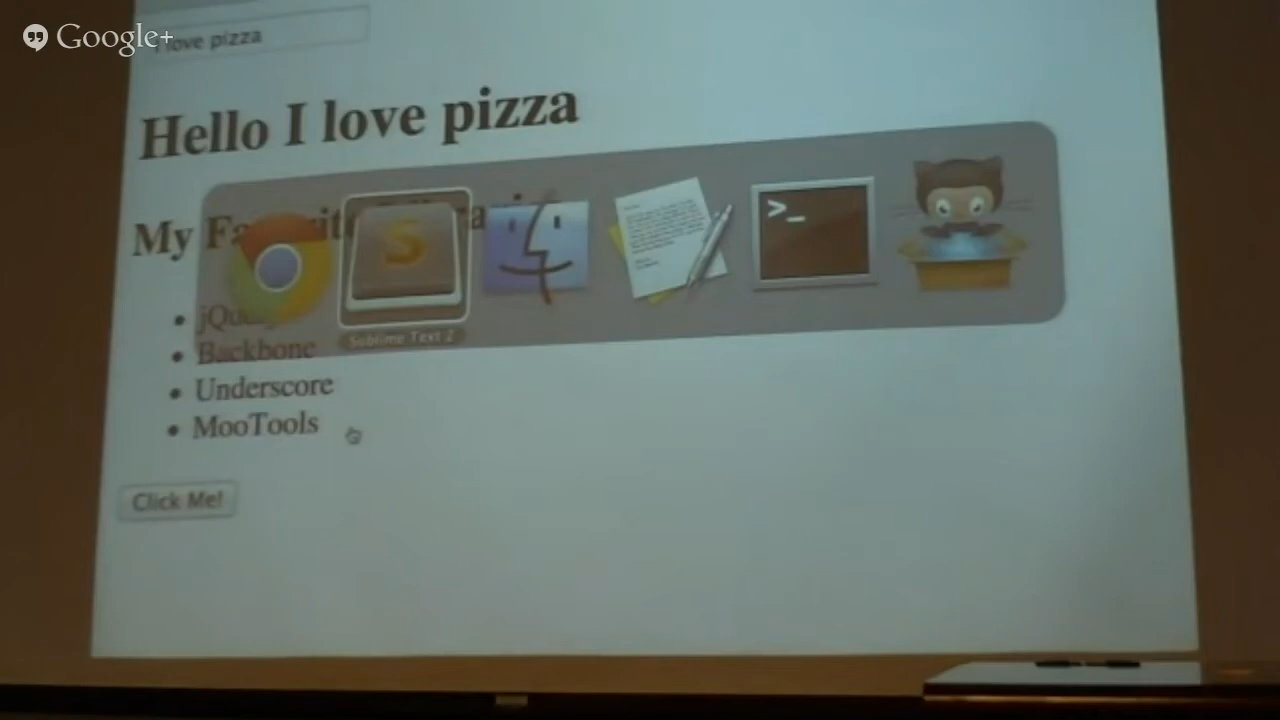 Google+
love pizza
Hello I love pizza
My Fa
jQu
Backbone
Sublime Text 2
Underscore
MooTools
Click Me!
>_